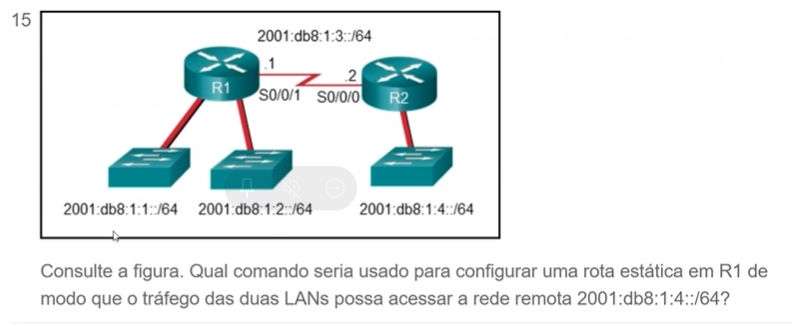 15
2001:db8:1:3::/64
.1
.2
R1
S0/0/1
S0/0/0
R2
2001:db8:1:1::/64
2001:db8:1:2::/64
2001:db8:1:4::/64
Consulte a figura. Qual comando seria usado para configurar uma rota estática em R1 de
modo que o tráfego das duas LANs possa acessar a rede remota 2001:db8:1:4::/64?